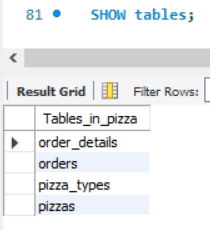 81 SHOW tables;
Result Grid Filter Rows:
Tables_in_pizza
order_details
orders
pizza_types
pizzas